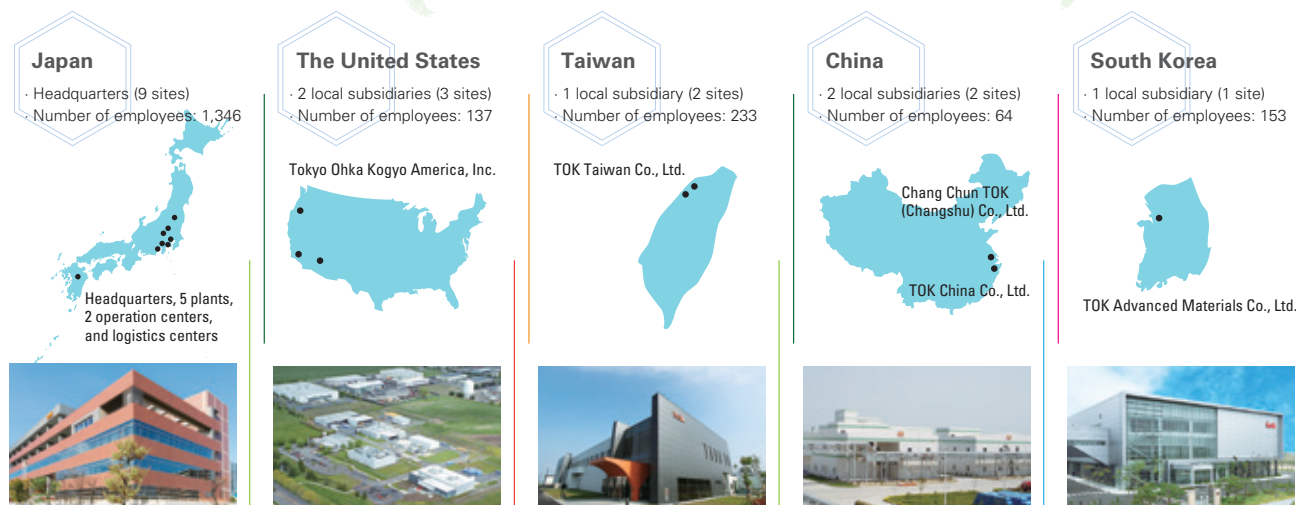 Japan
· Headquarters (9 sites)
· Number of employees: 1,346
Headquarters, 5 plants,
2 operation centers,
and logistics centers
The United States
· 2 local subsidiaries (3 sites)
· Number of employees: 137
Tokyo Ohka Kogyo America, Inc.
Taiwan
· 1 local subsidiary (2 sites)
· Number of employees: 233
TOK Taiwan Co., Ltd.
China
· 2 local subsidiaries (2 sites)
· Number of employees: 64
Chang Chun TOK
(Changshu) Co., Ltd.
TOK China Co., Ltd.
South Korea
· 1 local subsidiary (1 site)
· Number of employees: 153
TOK Advanced Materials Co., Ltd.